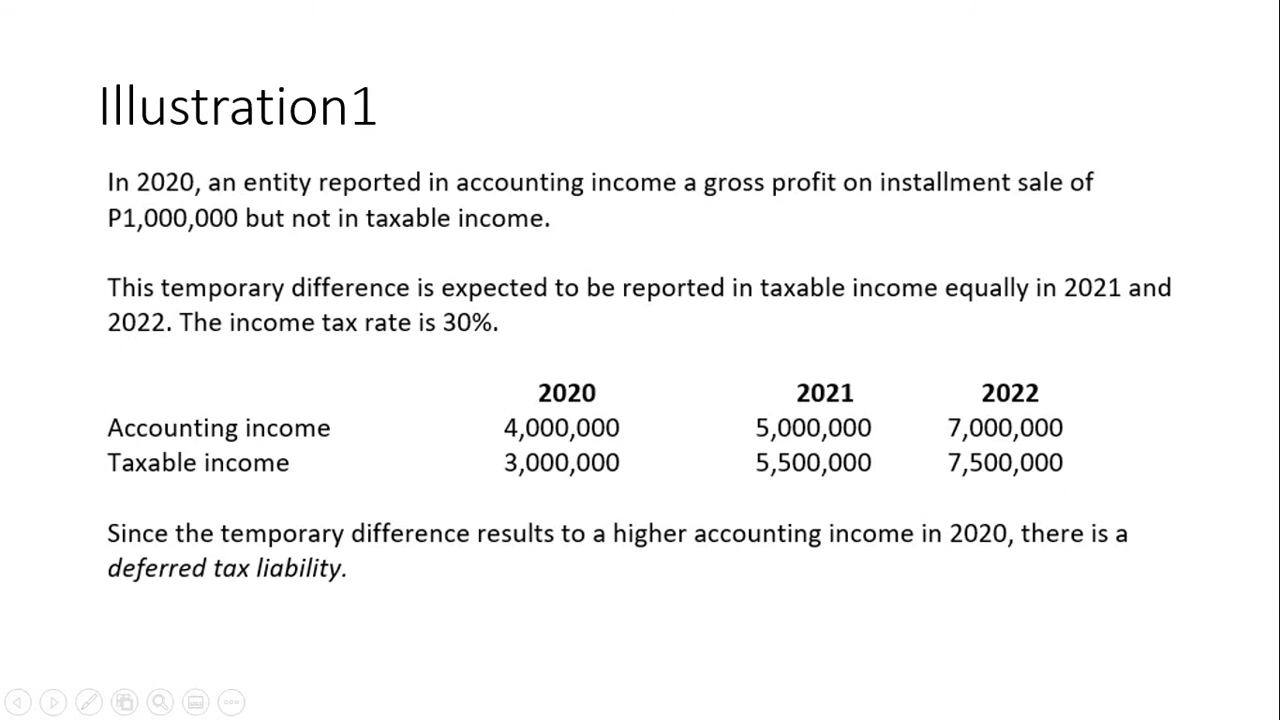 Illustration1
In 2020, an entity reported in accounting income a gross profit on installment sale of
P1,000,000 but not in taxable income.
This temporary difference is expected to be reported in taxable income equally in 2021 and
2022. The income tax rate is 30%.
2020 2021 2022
Accounting income 4,000,000 5,000,000 7,000,000
Taxable income 3,000,000 5,500,000 7,500,000
Since the temporary difference results to a higher accounting income in 2020, there is a
deferred tax liability.